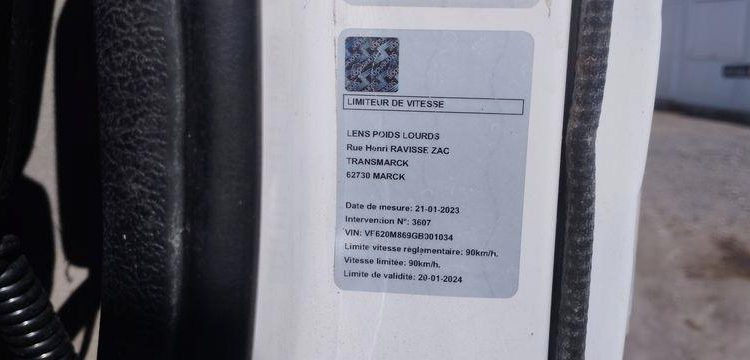 LIMITEUR DE VITESSE
LENS POIDS LOURDS
Rue Henri RAVISSE ZAC
TRANSMARCK
62730 MARCK
Date de mesure: 21-01-2023
Intervention N°: 3607
VIN: VF620M869GB001034
Limite vitesse réglementaire: 90km/h.
Vitesse limitée: 90km/h.
Limite de validité: 20-01-2024